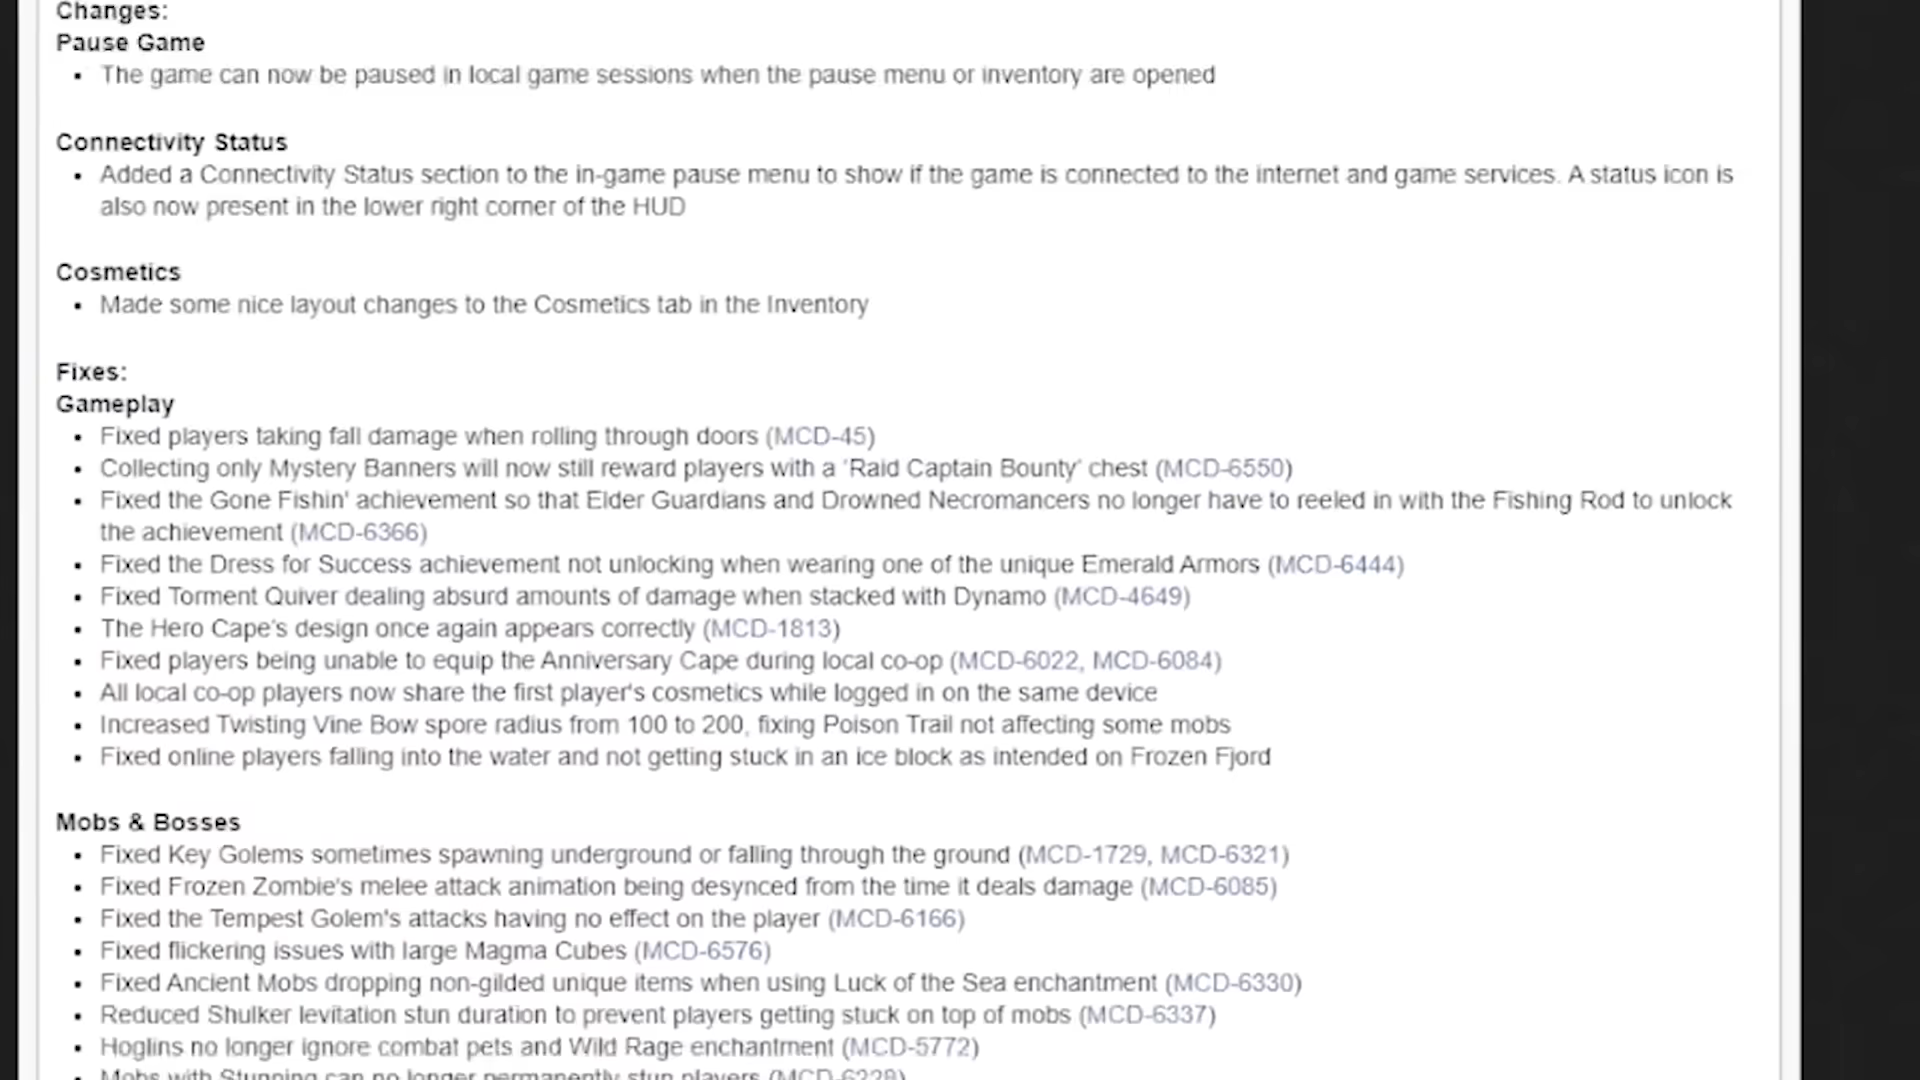 Changes:
Pause Game
• The game can now be paused in local game sessions when the pause menu or inventory are opened
Connectivity Status
• Added a Connectivity Status section to the in-game pause menu to show if the game is connected to the internet and game services. A status icon is
also now present in the lower right corner of the HUD
Cosmetics
• Made some nice layout changes to the Cosmetics tab in the Inventory
Fixes:
Gameplay
• Fixed players taking fall damage when rolling through doors (MCD-45)
• Collecting only Mystery Banners will now still reward players with a 'Raid Captain Bounty' chest (MCD-6550)
• Fixed the Gone Fishin' achievement so that Elder Guardians and Drowned Necromancers no longer have to reeled in with the Fishing Rod to unlock
the achievement (MCD-6366)
• Fixed the Dress for Success achievement not unlocking when wearing one of the unique Emerald Armors (MCD-6444)
• Fixed Torment Quiver dealing absurd amounts of damage when stacked with Dynamo (MCD-4649)
• The Hero Cape's design once again appears correctly (MCD-1813)
• Fixed players being unable to equip the Anniversary Cape during local co-op (MCD-6022, MCD-6084)
• All local co-op players now share the first player's cosmetics while logged in on the same device
• Increased Twisting Vine Bow spore radius from 100 to 200, fixing Poison Trail not affecting some mobs
• Fixed online players falling into the water and not getting stuck in an ice block as intended on Frozen Fjord
Mobs & Bosses
• Fixed Key Golems sometimes spawning underground or falling through the ground (MCD-1729, MCD-6321)
• Fixed Frozen Zombie's melee attack animation being desynced from the time it deals damage (MCD-6085)
• Fixed the Tempest Golem's attacks having no effect on the player (MCD-6166)
• Fixed flickering issues with large Magma Cubes (MCD-6576)
• Fixed Ancient Mobs dropping non-gilded unique items when using Luck of the Sea enchantment (MCD-6330)
• Reduced Shulker levitation stun duration to prevent players getting stuck on top of mobs (MCD-6337)
• Hoglins no longer ignore combat pets and Wild Rage enchantment (MCD-5772)
• Mobs with Stunning can no longer permanently stun players (MCD-6228)